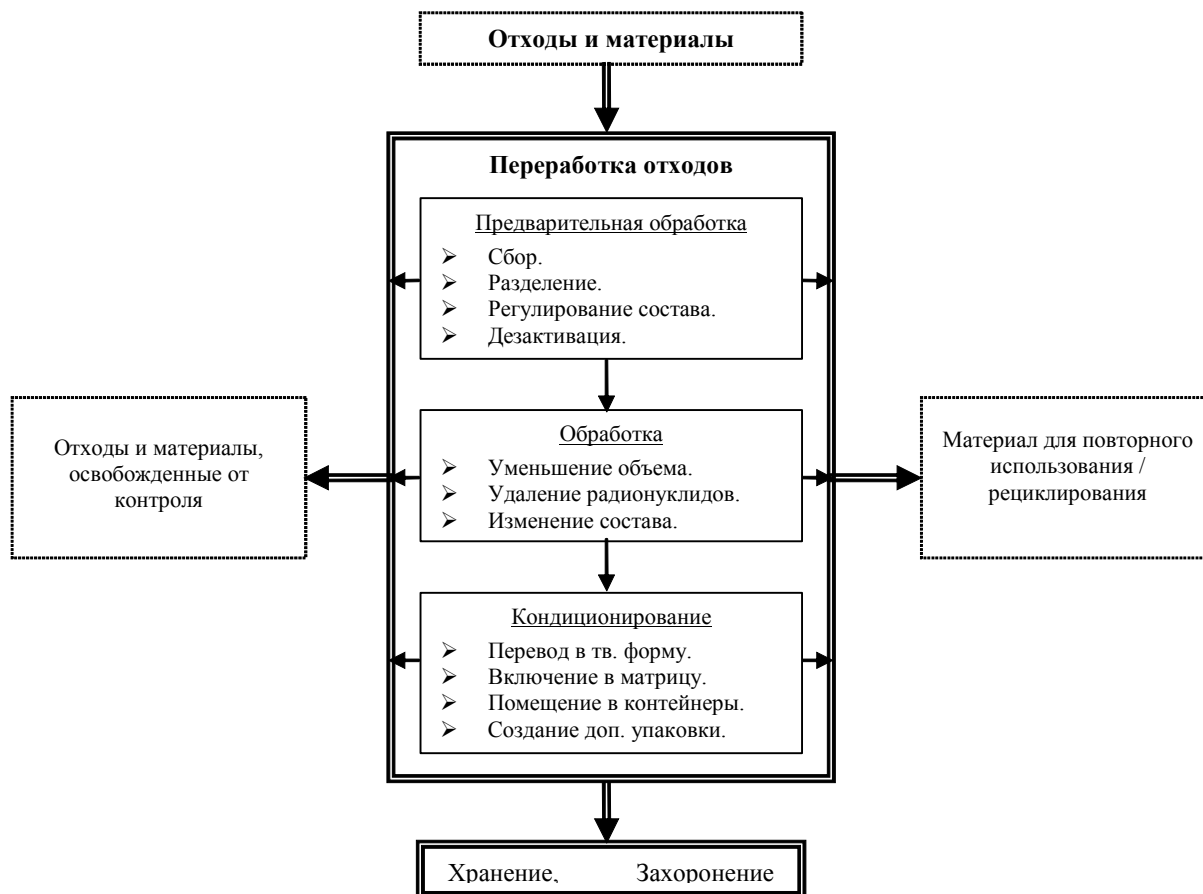 Отходы и материалы
Переработка отходов
Предварительная обработка
➢ Сбор.
➢ Разделение.
➢ Регулирование состава.
➢ Дезактивация.
Отходы и материалы,
освобожденные от
контроля
Обработка
➢ Уменьшение объема.
➢ Удаление радионуклидов.
➢ Изменение состава.
Материал для повторного
использования /
рециклирования
Кондиционирование
➢ Перевод в тв. форму.
➢ Включение в матрицу.
➢ Помещение в контейнеры.
➢ Создание доп. упаковки.
Хранение, Захоронение